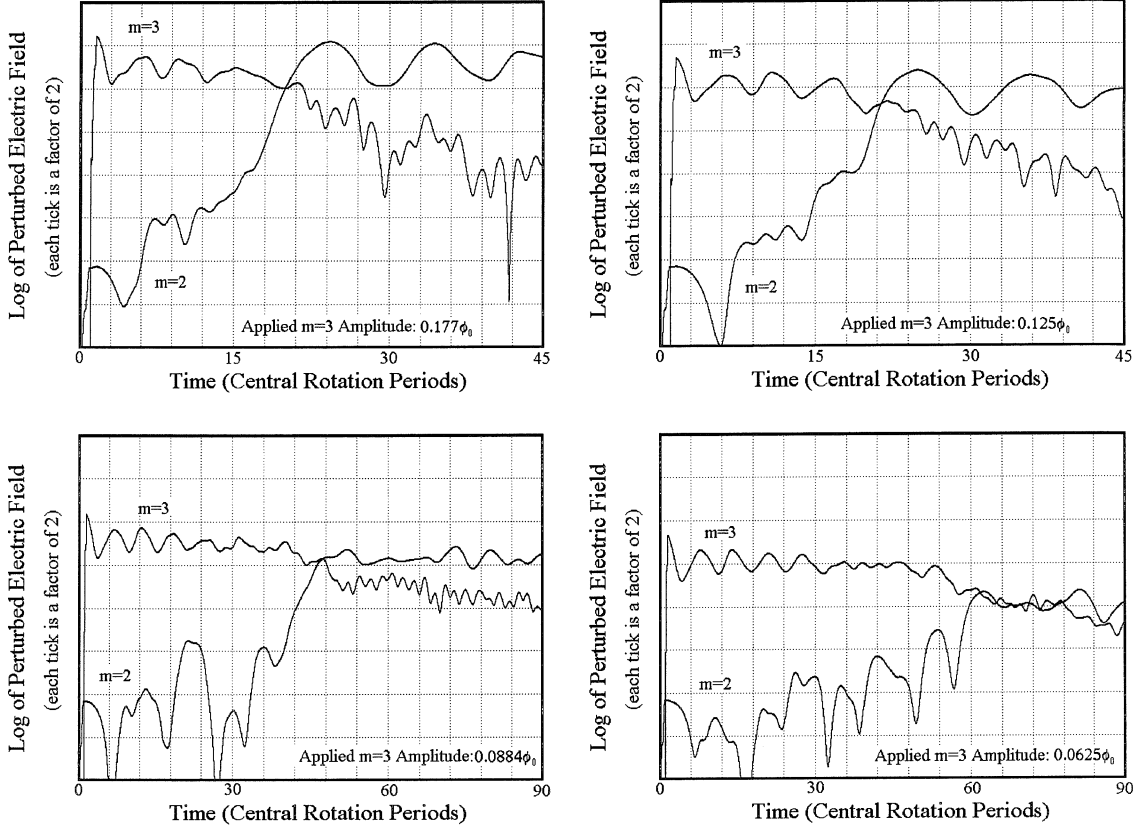 Log of Perturbed Electric Field
(each tick is a factor of 2)
m=3
m=2
Applied m=3 Amplitude: 0.177ϕ₀
0
15
30
45
Time (Central Rotation Periods)
Log of Perturbed Electric Field
(each tick is a factor of 2)
m=3
m=2
Applied m=3 Amplitude: 0.125ϕ₀
0
15
30
45
Time (Central Rotation Periods)
Log of Perturbed Electric Field
(each tick is a factor of 2)
m=3
m=2
Applied m=3 Amplitude:0.0884ϕ₀
0
30
60
90
Time (Central Rotation Periods)
Log of Perturbed Electric Field
(each tick is a factor of 2)
m=3
m=2
Applied m=3 Amplitude: 0.0625ϕ₀
0
30
60
90
Time (Central Rotation Periods)